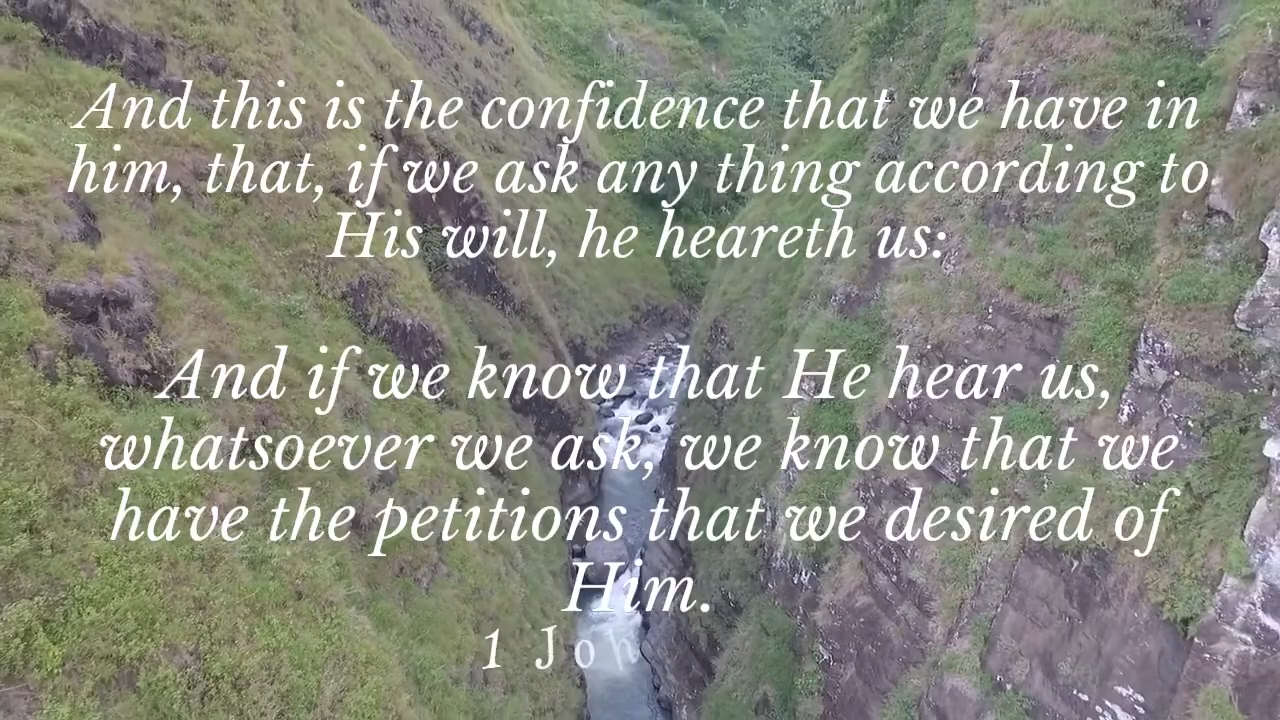 And this is the confidence that we have in
him, that, if we ask any thing according to
His will, he heareth us:
And if we know that He hear us,
whatsoever we ask, we know that we
have the petitions that we desired of
Him.
1 Joh